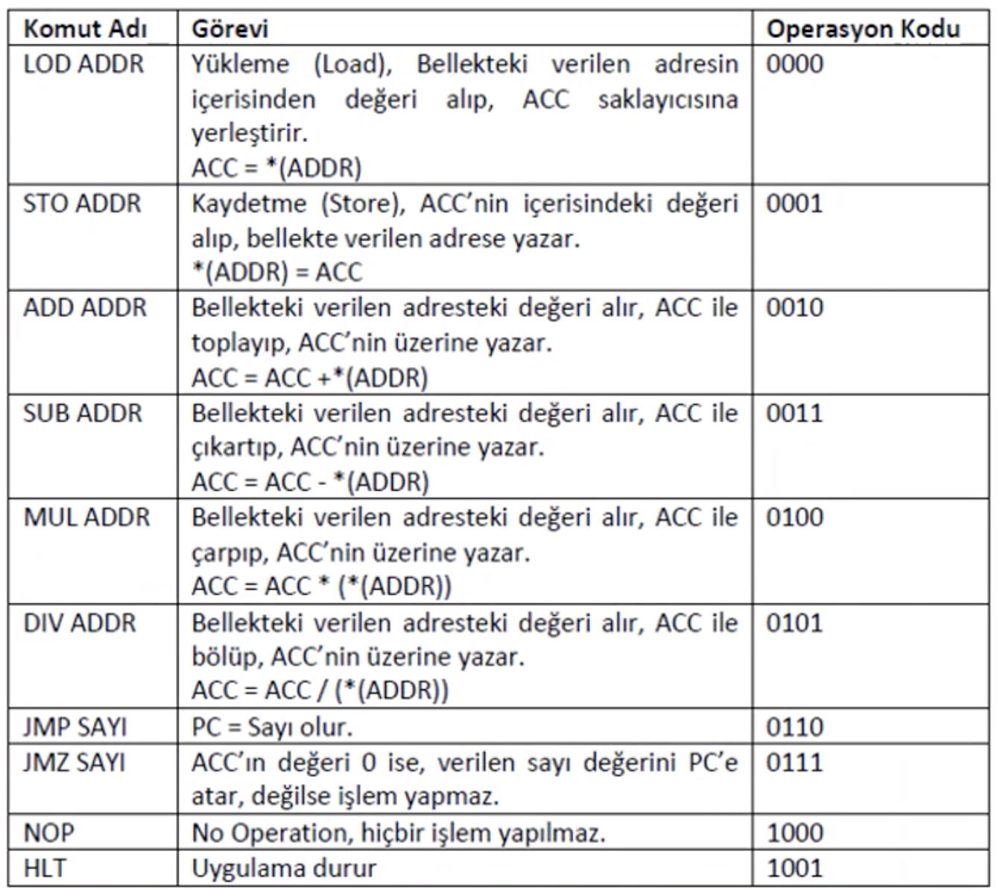 Komut Adı Görevi Operasyon Kodu
LOD ADDR Yükleme (Load), Bellekteki verilen adresin 0000
içerisinden değeri alıp, ACC saklayıcısına
yerleştirir.
ACC = *(ADDR)
STO ADDR Kaydetme (Store), ACC’nin içerisindeki değeri 0001
alıp, bellekte verilen adrese yazar.
*(ADDR) = ACC
ADD ADDR Bellekteki verilen adresteki değeri alır, ACC ile 0010
toplayıp, ACC’nin üzerine yazar.
ACC = ACC +*(ADDR)
SUB ADDR Bellekteki verilen adresteki değeri alır, ACC ile 0011
çıkartıp, ACC’nin üzerine yazar.
ACC = ACC - *(ADDR)
MUL ADDR Bellekteki verilen adresteki değeri alır, ACC ile 0100
çarpıp, ACC’nin üzerine yazar.
ACC = ACC * (*(ADDR))
DIV ADDR Bellekteki verilen adresteki değeri alır, ACC ile 0101
bölüp, ACC’nin üzerine yazar.
ACC = ACC / (*(ADDR))
JMP SAYI PC = Sayı olur. 0110
JMZ SAYI ACC’ın değeri 0 ise, verilen sayı değerini PC’e 0111
atar, değilse işlem yapmaz.
NOP No Operation, hiçbir işlem yapılmaz. 1000
HLT Uygulama durur 1001